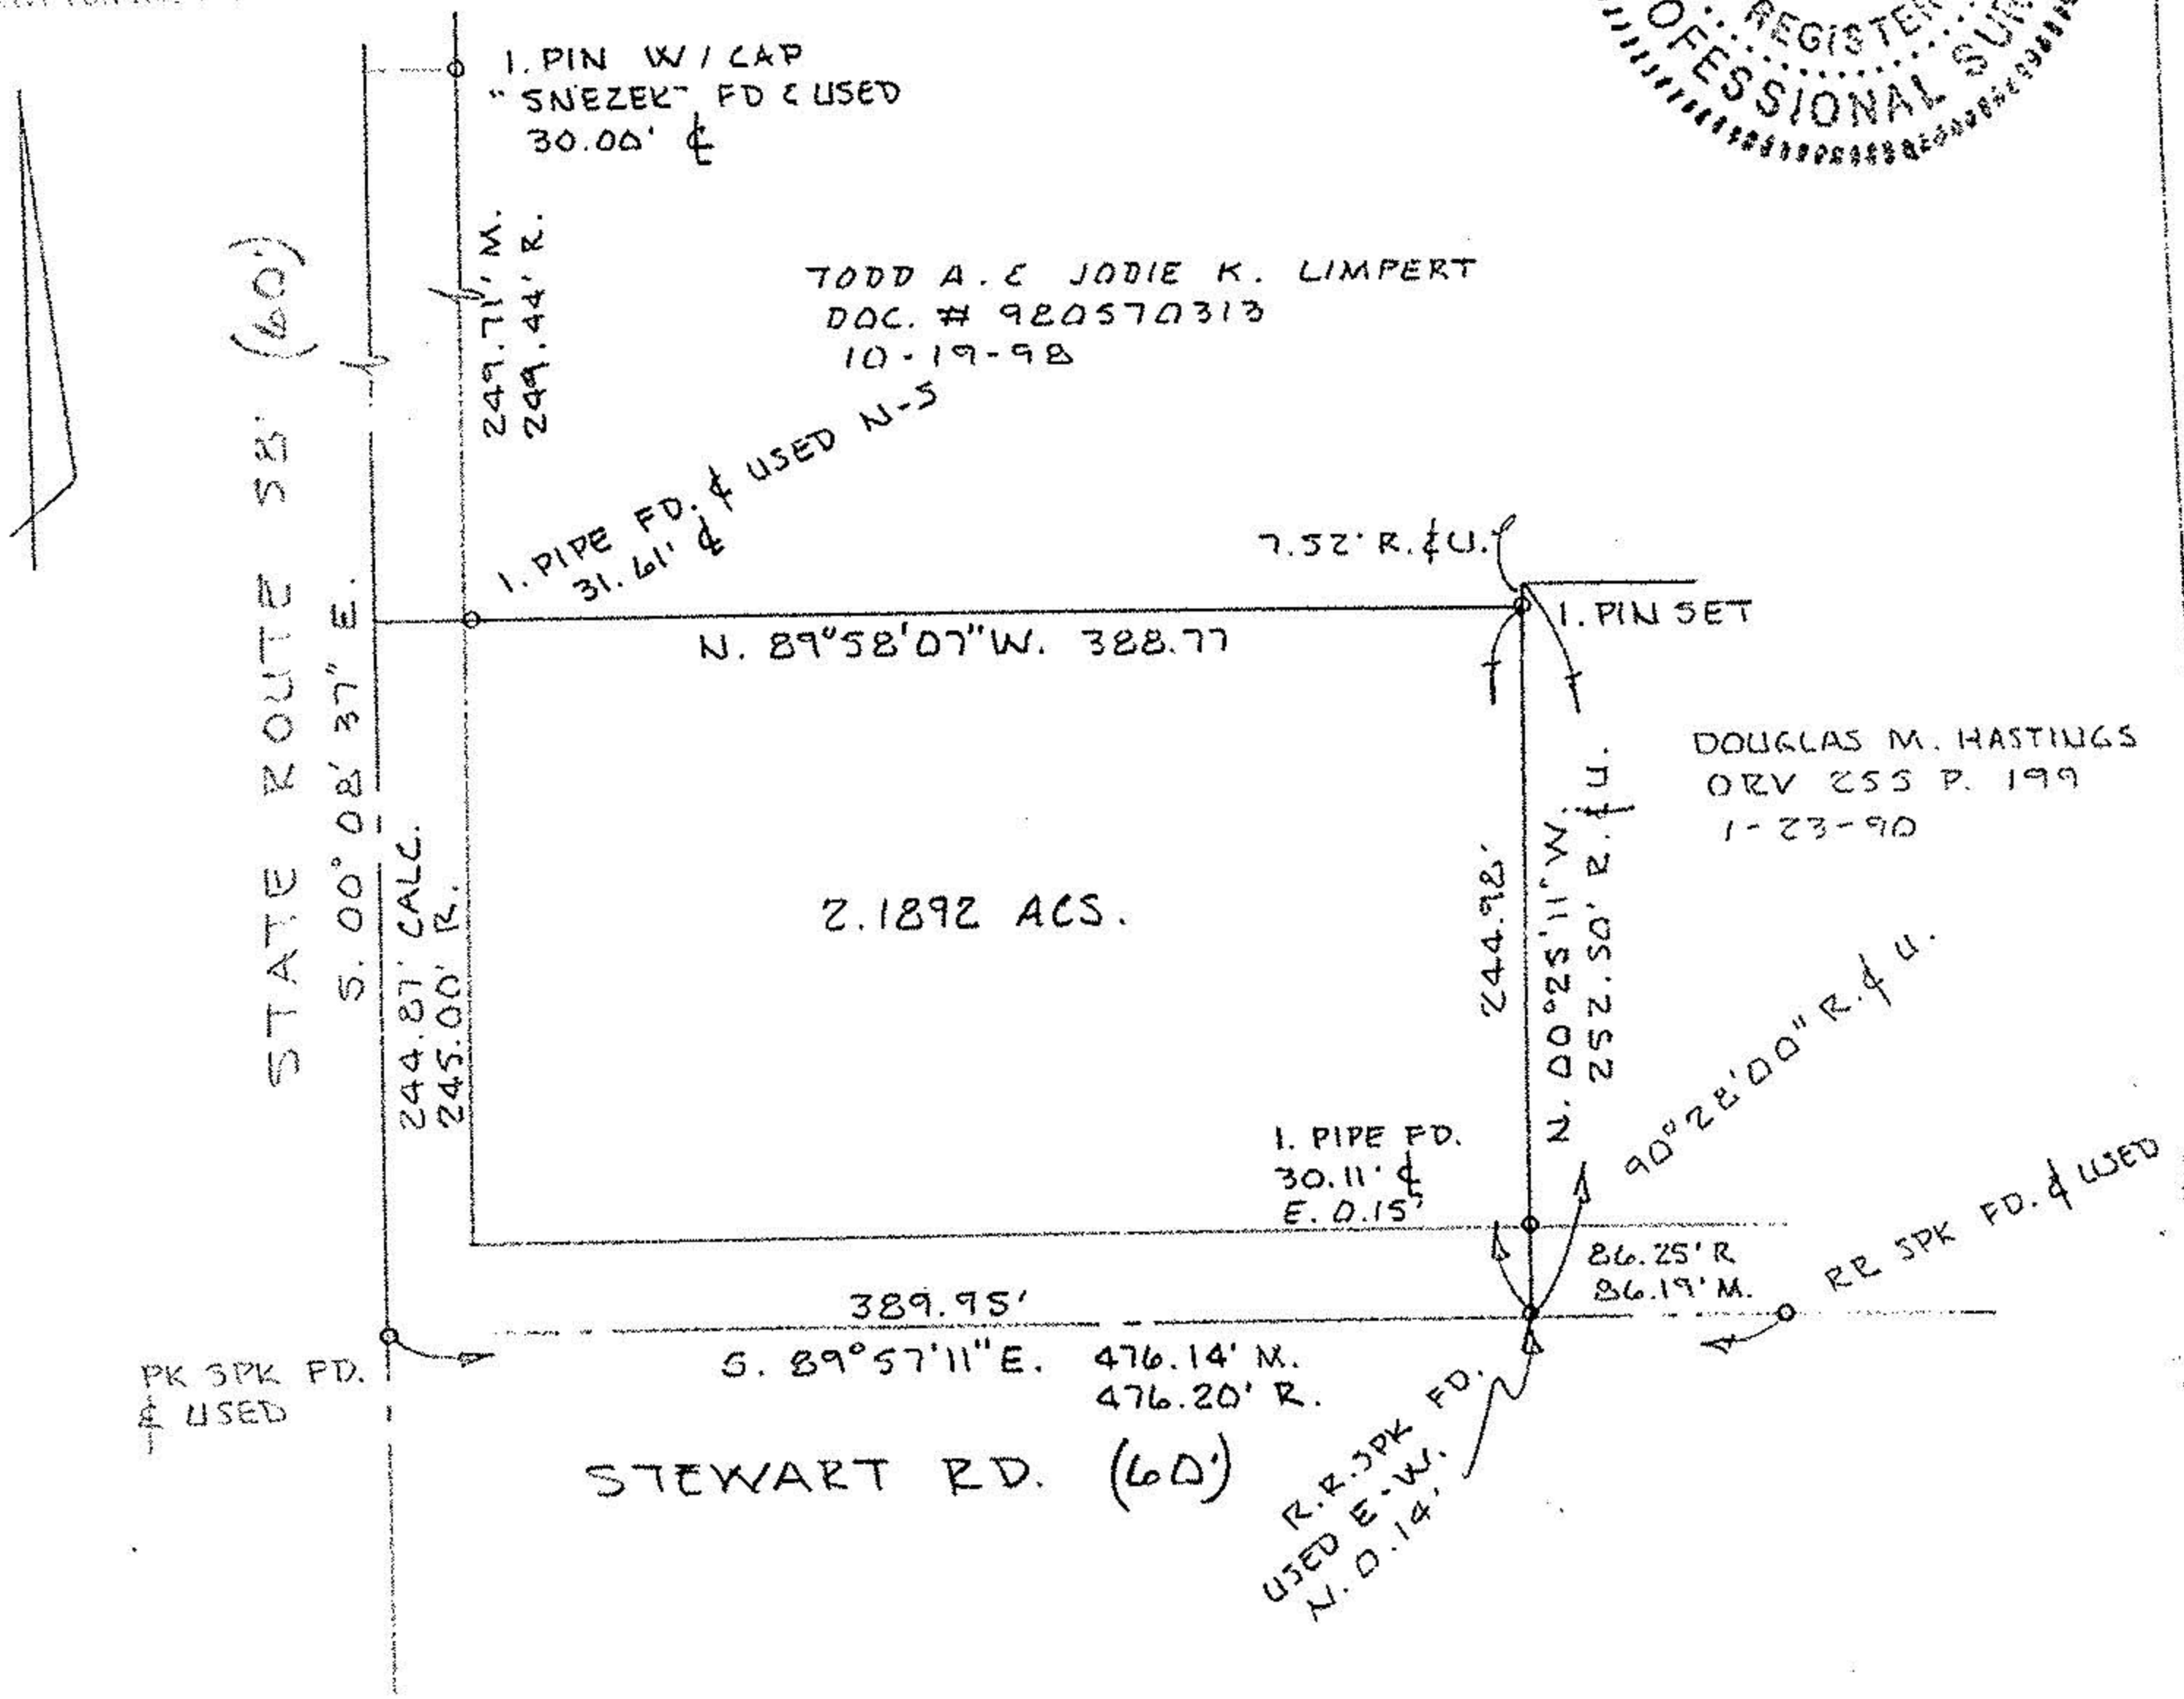 REGISTER
OFESSIONAL SUR
1. PIN W/CAP
"SNEZEK" FD & USED
30.00' ℄
249.71' M.
249.44' R.
TODD A. & JODIE K. LIMPERT
DOC. # 980570313
10-19-98
STATE ROUTE 58 (60')
S. 00° 08' 37" E.
1. PIPE FD. & USED N-S
31.61' ℄
7.52' R. & U.
1. PIN SET
N. 89°58'07"W. 388.77
DOUGLAS M. HASTINGS
ORV 255 P. 199
1-23-90
244.87' CALC.
245.00' R.
2.1892 ACS.
244.98'
N. 00°25'11"W.
252.50' R. & U.
90°28'00" R. & U.
1. PIPE FD.
30.11' ℄
E. 0.15'
86.25' R
86.19' M.
RR SPK FD. & USED
389.95'
S. 89°57'11"E. 476.14' M.
476.20' R.
PK SPK FD.
& USED
STEWART RD. (60')
R.R. SPK FD.
USED E-W.
N. 0.14'